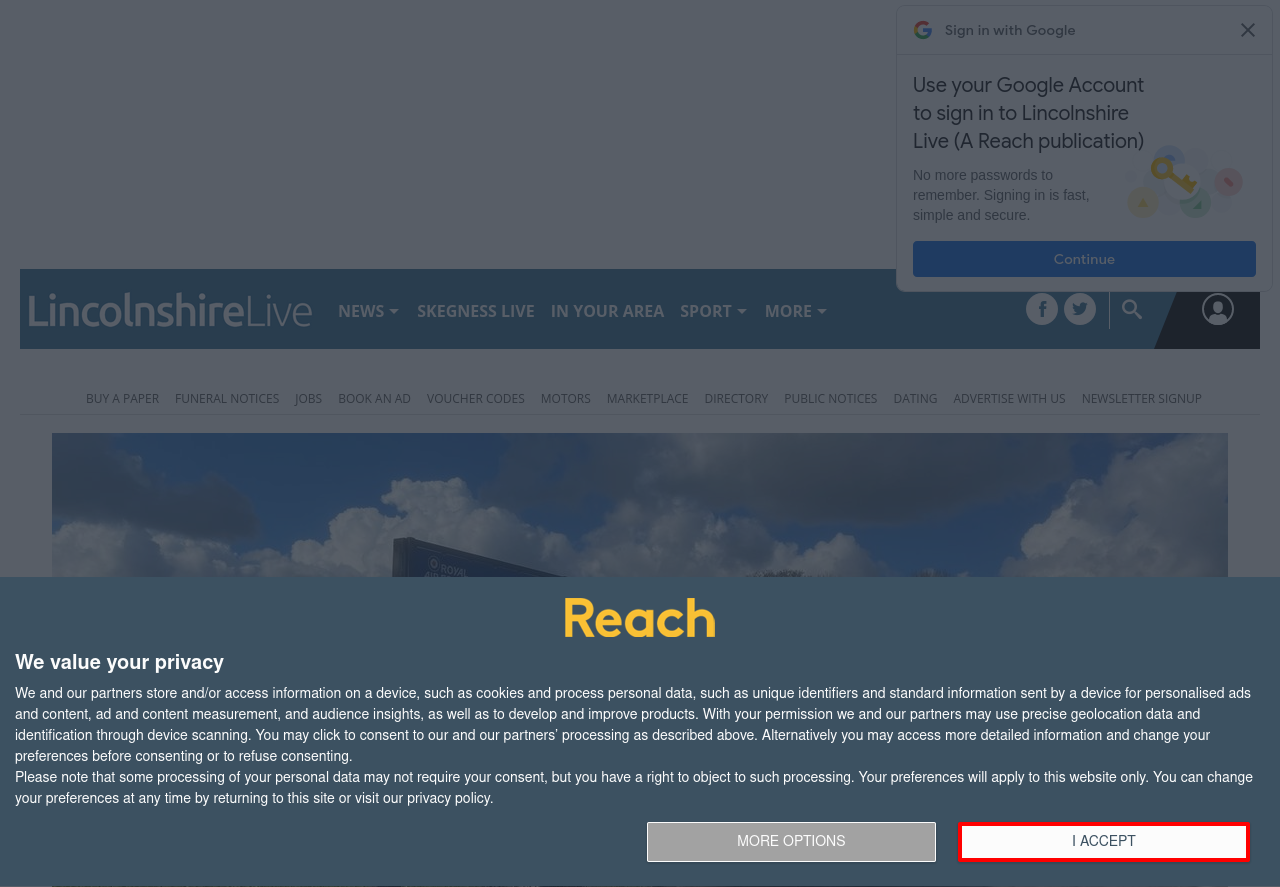 Sign in with Google
Use your Google Account
to sign in to Lincolnshire
Live (A Reach publication)
No more passwords to
remember. Signing in is fast,
simple and secure.
Continue
LincolnshireLive
NEWS
SKEGNESS LIVE
IN YOUR AREA
SPORT
MORE
BUY A PAPER
FUNERAL NOTICES
JOBS
BOOK AN AD
VOUCHER CODES
MOTORS
MARKETPLACE
DIRECTORY
PUBLIC NOTICES
DATING
ADVERTISE WITH US
NEWSLETTER SIGNUP
ROYAL
Reach
We value your privacy
We and our partners store and/or access information on a device, such as cookies and process personal data, such as unique identifiers and standard information sent by a device for personalised ads
and content, ad and content measurement, and audience insights, as well as to develop and improve products. With your permission we and our partners may use precise geolocation data and
identification through device scanning. You may click to consent to our and our partners’ processing as described above. Alternatively you may access more detailed information and change your
preferences before consenting or to refuse consenting.
Please note that some processing of your personal data may not require your consent, but you have a right to object to such processing. Your preferences will apply to this website only. You can change
your preferences at any time by returning to this site or visit our privacy policy.
MORE OPTIONS
I ACCEPT